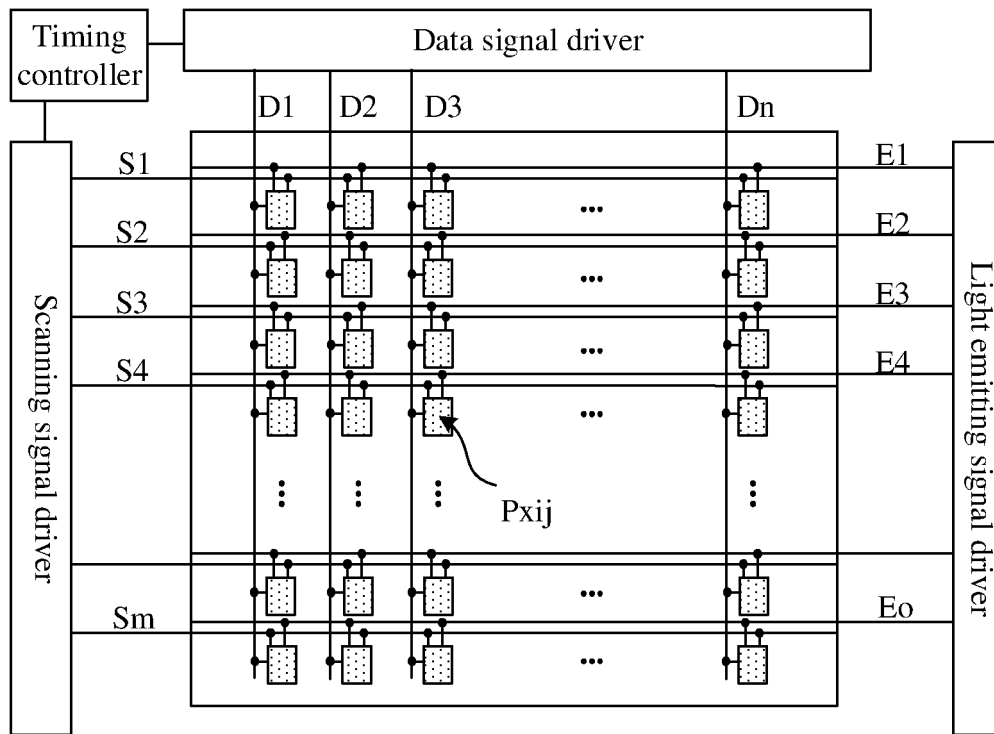 Timing
controller
Data signal driver
D1 D2 D3 Dn
S1 E1
S2 E2
S3 E3
S4 E4
Scanning signal driver
Light emitting signal driver
...
...
...
...
Pxij
...
Sm Eo
...